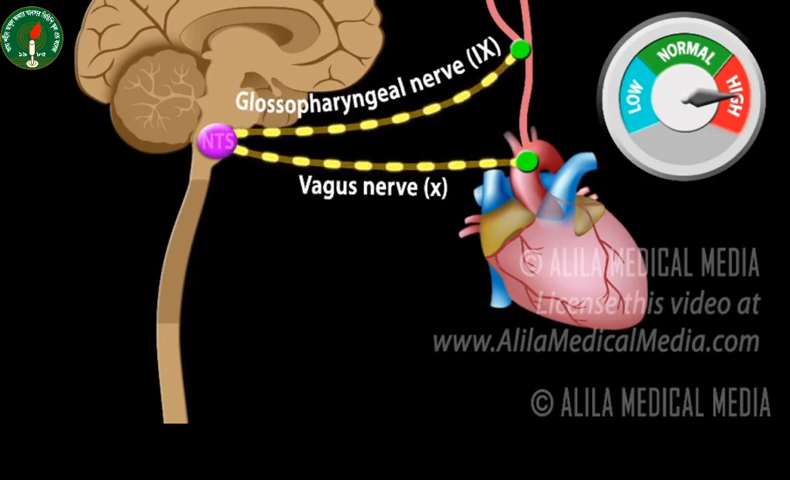 Glossopharyngeal nerve (IX)
NTS
Vagus nerve (x)
LOW
NORMAL
HIGH
© ALILA MEDICAL MEDIA
License this video at
www.AlilaMedicalMedia.com
© ALILA MEDICAL MEDIA